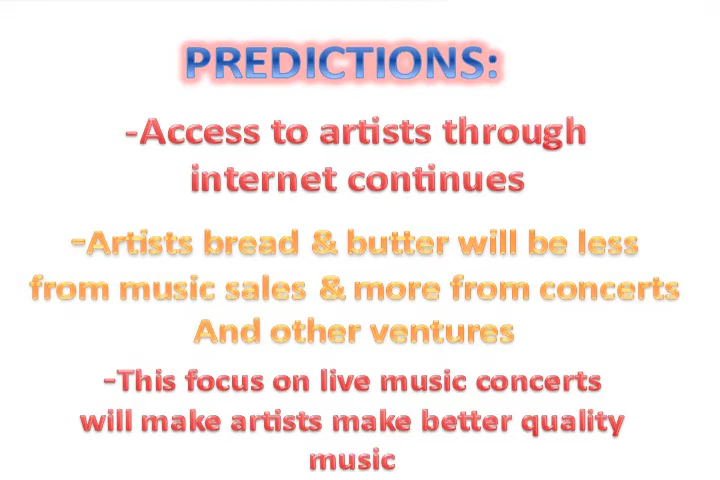 PREDICTIONS:
-Access to artists through
internet continues
-Artists bread & butter will be less
from music sales & more from concerts
And other ventures
-This focus on live music concerts
will make artists make better quality
music